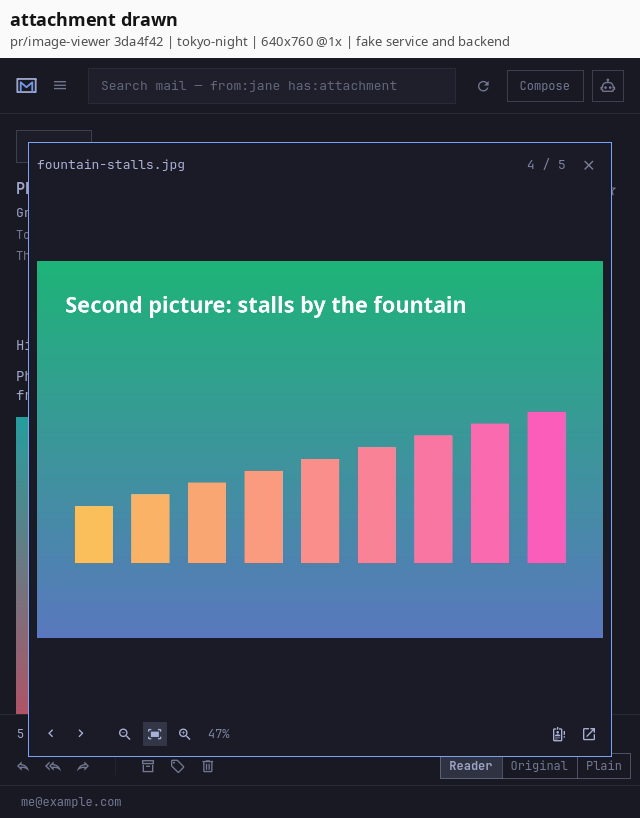 attachment drawn
pr/image-viewer 3da4f42 | tokyo-night | 640x760 @1x | fake service and backend
Search mail — from:jane has:attachment
Compose
fountain-stalls.jpg
4 / 5
Second picture: stalls by the fountain
Hi
5
47%
Reader
Original
Plain
me@example.com